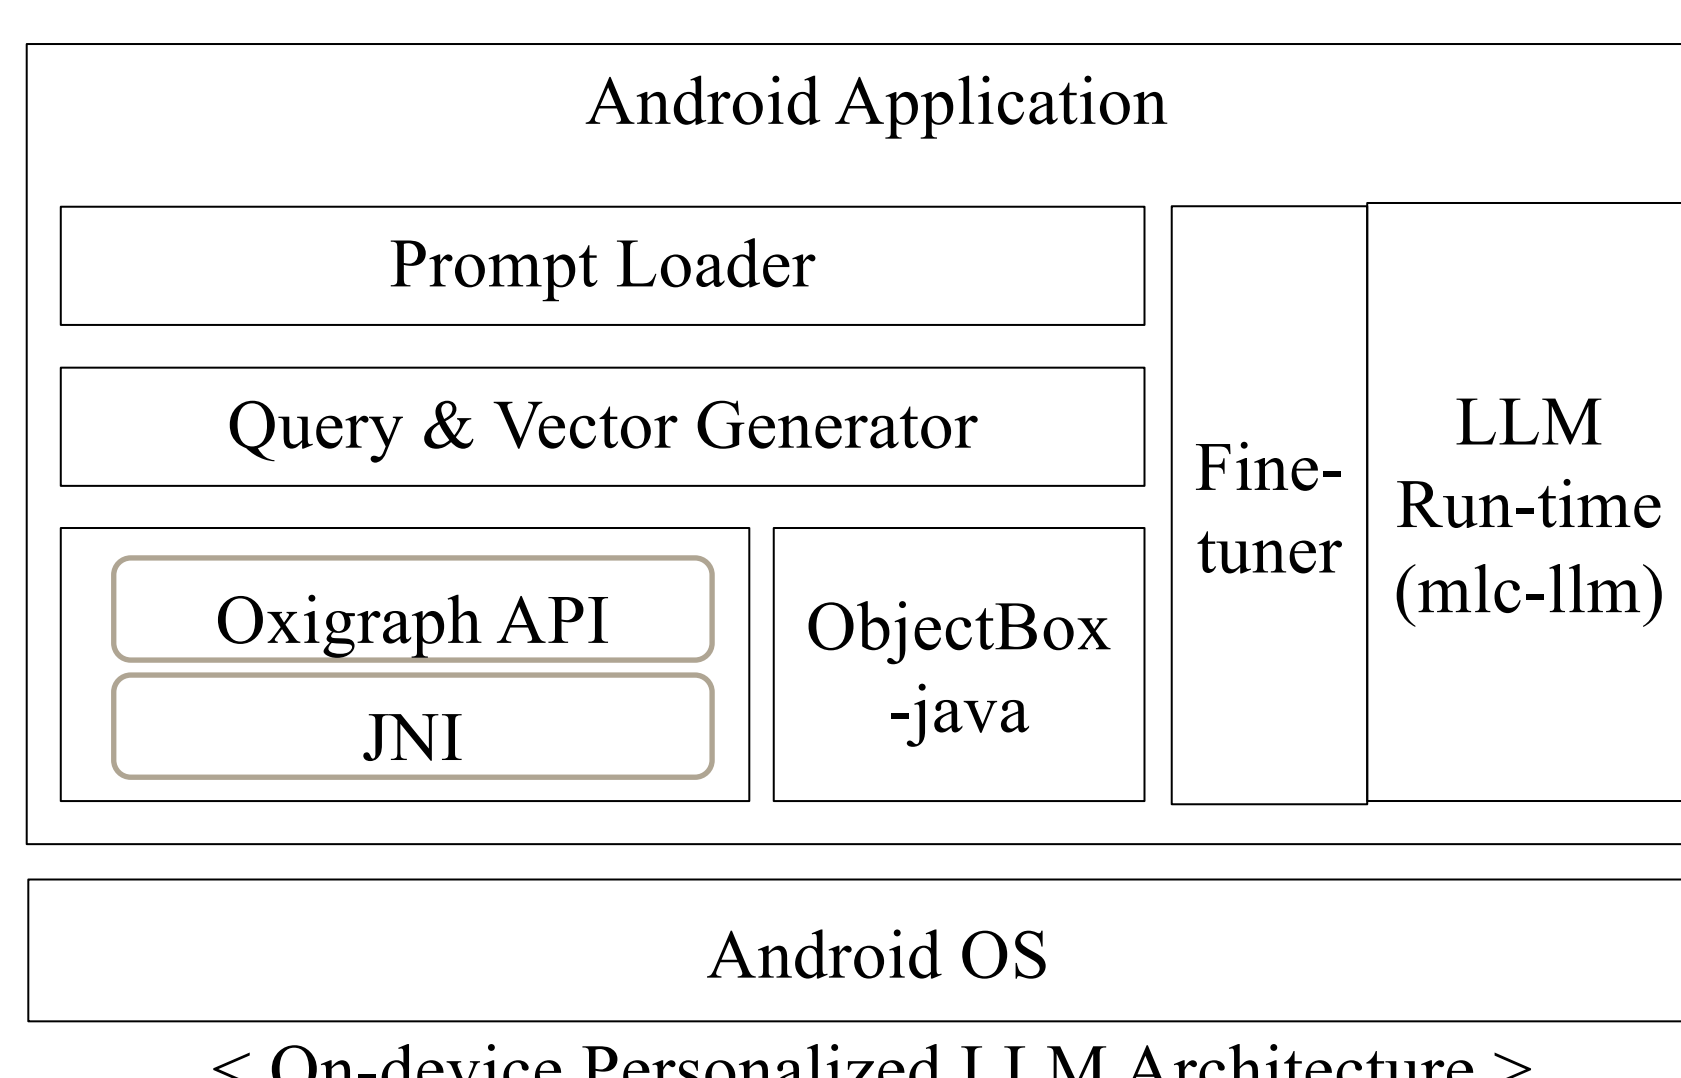 Android Application
Prompt Loader
Query & Vector Generator
Oxigraph API
JNI
ObjectBox
-java
Fine-
tuner
LLM
Run-time
(mlc-llm)
Android OS
< On-device Personalized LLM Architecture >